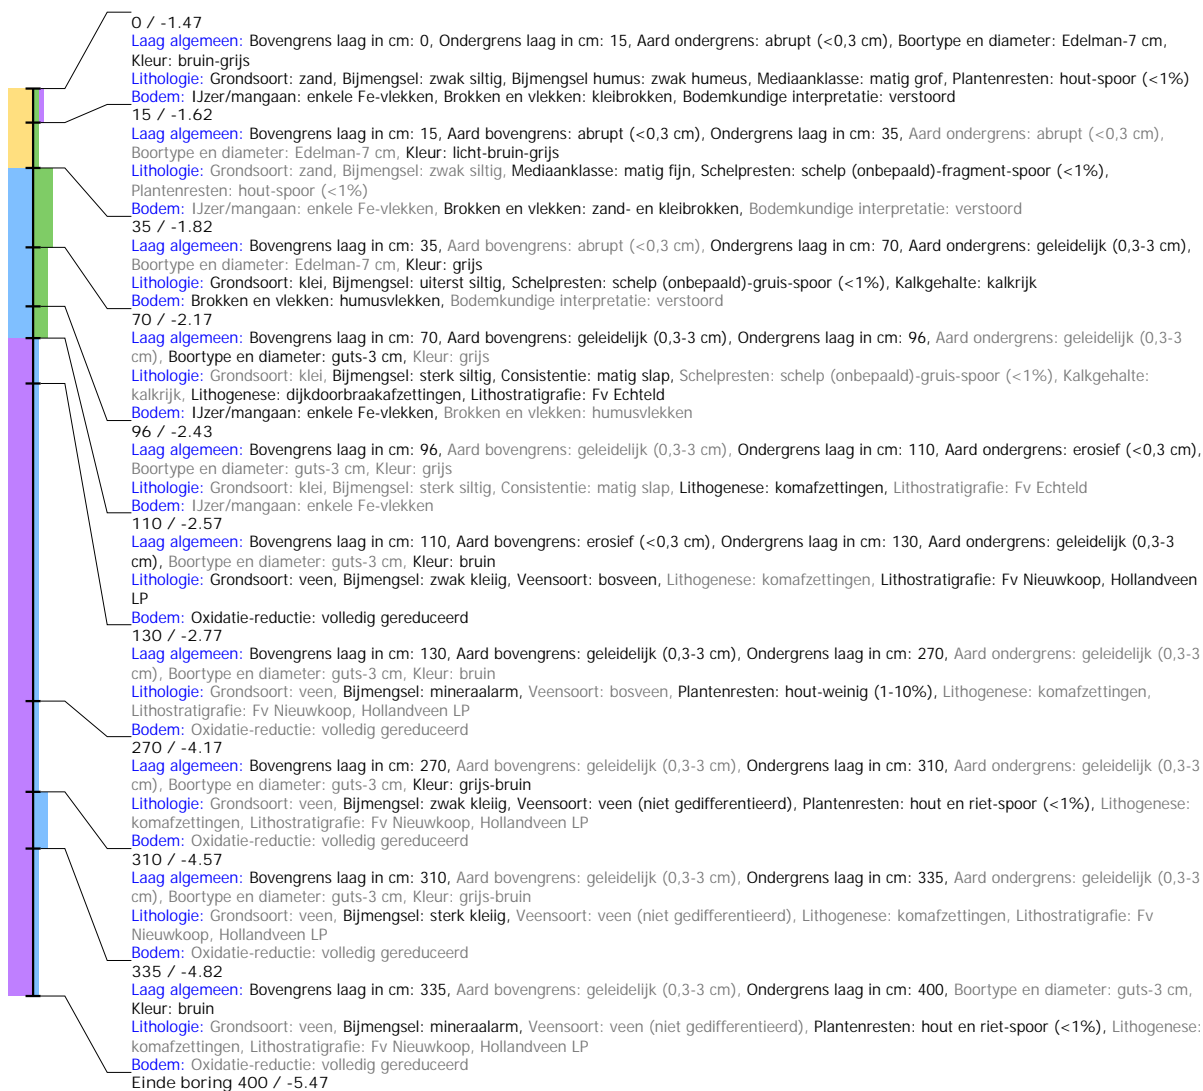 0 / -1.47
Laag algemeen: Bovengrens laag in cm: 0, Ondergrens laag in cm: 15, Aard ondergrens: abrupt (<0,3 cm), Boortype en diameter: Edelman-7 cm,
Kleur: bruin-grijs
Lithologie: Grondsoort: zand, Bijmengsel: zwak siltig, Bijmengsel humus: zwak humeus, Mediaanklasse: matig grof, Plantenresten: hout-spoor (<1%)
Bodem: IJzer/mangaan: enkele Fe-vlekken, Brokken en vlekken: kleibrokken, Bodemkundige interpretatie: verstoord
15 / -1.62
Laag algemeen: Bovengrens laag in cm: 15, Aard bovengrens: abrupt (<0,3 cm), Ondergrens laag in cm: 35, Aard ondergrens: abrupt (<0,3 cm),
Boortype en diameter: Edelman-7 cm, Kleur: licht-bruin-grijs
Lithologie: Grondsoort: zand, Bijmengsel: zwak siltig, Mediaanklasse: matig fijn, Schelpresten: schelp (onbepaald)-fragment-spoor (<1%),
Plantenresten: hout-spoor (<1%)
Bodem: IJzer/mangaan: enkele Fe-vlekken, Brokken en vlekken: zand- en kleibrokken, Bodemkundige interpretatie: verstoord
35 / -1.82
Laag algemeen: Bovengrens laag in cm: 35, Aard bovengrens: abrupt (<0,3 cm), Ondergrens laag in cm: 70, Aard ondergrens: geleidelijk (0,3-3 cm),
Boortype en diameter: Edelman-7 cm, Kleur: grijs
Lithologie: Grondsoort: klei, Bijmengsel: uiterst siltig, Schelpresten: schelp (onbepaald)-gruis-spoor (<1%), Kalkgehalte: kalkrijk
Bodem: Brokken en vlekken: humusvlekken, Bodemkundige interpretatie: verstoord
70 / -2.17
Laag algemeen: Bovengrens laag in cm: 70, Aard bovengrens: geleidelijk (0,3-3 cm), Ondergrens laag in cm: 96, Aard ondergrens: geleidelijk (0,3-3
cm), Boortype en diameter: guts-3 cm, Kleur: grijs
Lithologie: Grondsoort: klei, Bijmengsel: sterk siltig, Consistentie: matig slap, Schelpresten: schelp (onbepaald)-gruis-spoor (<1%), Kalkgehalte:
kalkrijk, Lithogenese: dijkdoorbraakafzettingen, Lithostratigrafie: Fv Echteld
Bodem: IJzer/mangaan: enkele Fe-vlekken, Brokken en vlekken: humusvlekken
96 / -2.43
Laag algemeen: Bovengrens laag in cm: 96, Aard bovengrens: geleidelijk (0,3-3 cm), Ondergrens laag in cm: 110, Aard ondergrens: erosief (<0,3 cm),
Boortype en diameter: guts-3 cm, Kleur: grijs
Lithologie: Grondsoort: klei, Bijmengsel: sterk siltig, Consistentie: matig slap, Lithogenese: komafzettingen, Lithostratigrafie: Fv Echteld
Bodem: IJzer/mangaan: enkele Fe-vlekken
110 / -2.57
Laag algemeen: Bovengrens laag in cm: 110, Aard bovengrens: erosief (<0,3 cm), Ondergrens laag in cm: 130, Aard ondergrens: geleidelijk (0,3-3
cm), Boortype en diameter: guts-3 cm, Kleur: bruin
Lithologie: Grondsoort: veen, Bijmengsel: zwak kleiig, Veensoort: bosveen, Lithogenese: komafzettingen, Lithostratigrafie: Fv Nieuwkoop, Hollandveen
LP
Bodem: Oxidatie-reductie: volledig gereduceerd
130 / -2.77
Laag algemeen: Bovengrens laag in cm: 130, Aard bovengrens: geleidelijk (0,3-3 cm), Ondergrens laag in cm: 270, Aard ondergrens: geleidelijk (0,3-3
cm), Boortype en diameter: guts-3 cm, Kleur: bruin
Lithologie: Grondsoort: veen, Bijmengsel: mineraalarm, Veensoort: bosveen, Plantenresten: hout-weinig (1-10%), Lithogenese: komafzettingen,
Lithostratigrafie: Fv Nieuwkoop, Hollandveen LP
Bodem: Oxidatie-reductie: volledig gereduceerd
270 / -4.17
Laag algemeen: Bovengrens laag in cm: 270, Aard bovengrens: geleidelijk (0,3-3 cm), Ondergrens laag in cm: 310, Aard ondergrens: geleidelijk (0,3-3
cm), Boortype en diameter: guts-3 cm, Kleur: grijs-bruin
Lithologie: Grondsoort: veen, Bijmengsel: zwak kleiig, Veensoort: veen (niet gedifferentieerd), Plantenresten: hout en riet-spoor (<1%), Lithogenese:
komafzettingen, Lithostratigrafie: Fv Nieuwkoop, Hollandveen LP
Bodem: Oxidatie-reductie: volledig gereduceerd
310 / -4.57
Laag algemeen: Bovengrens laag in cm: 310, Aard bovengrens: geleidelijk (0,3-3 cm), Ondergrens laag in cm: 335, Aard ondergrens: geleidelijk (0,3-3
cm), Boortype en diameter: guts-3 cm, Kleur: grijs-bruin
Lithologie: Grondsoort: veen, Bijmengsel: sterk kleiig, Veensoort: veen (niet gedifferentieerd), Lithogenese: komafzettingen, Lithostratigrafie: Fv
Nieuwkoop, Hollandveen LP
Bodem: Oxidatie-reductie: volledig gereduceerd
335 / -4.82
Laag algemeen: Bovengrens laag in cm: 335, Aard bovengrens: geleidelijk (0,3-3 cm), Ondergrens laag in cm: 400, Boortype en diameter: guts-3 cm,
Kleur: bruin
Lithologie: Grondsoort: veen, Bijmengsel: mineraalarm, Veensoort: veen (niet gedifferentieerd), Plantenresten: hout en riet-spoor (<1%), Lithogenese:
komafzettingen, Lithostratigrafie: Fv Nieuwkoop, Hollandveen LP
Bodem: Oxidatie-reductie: volledig gereduceerd
Einde boring 400 / -5.47